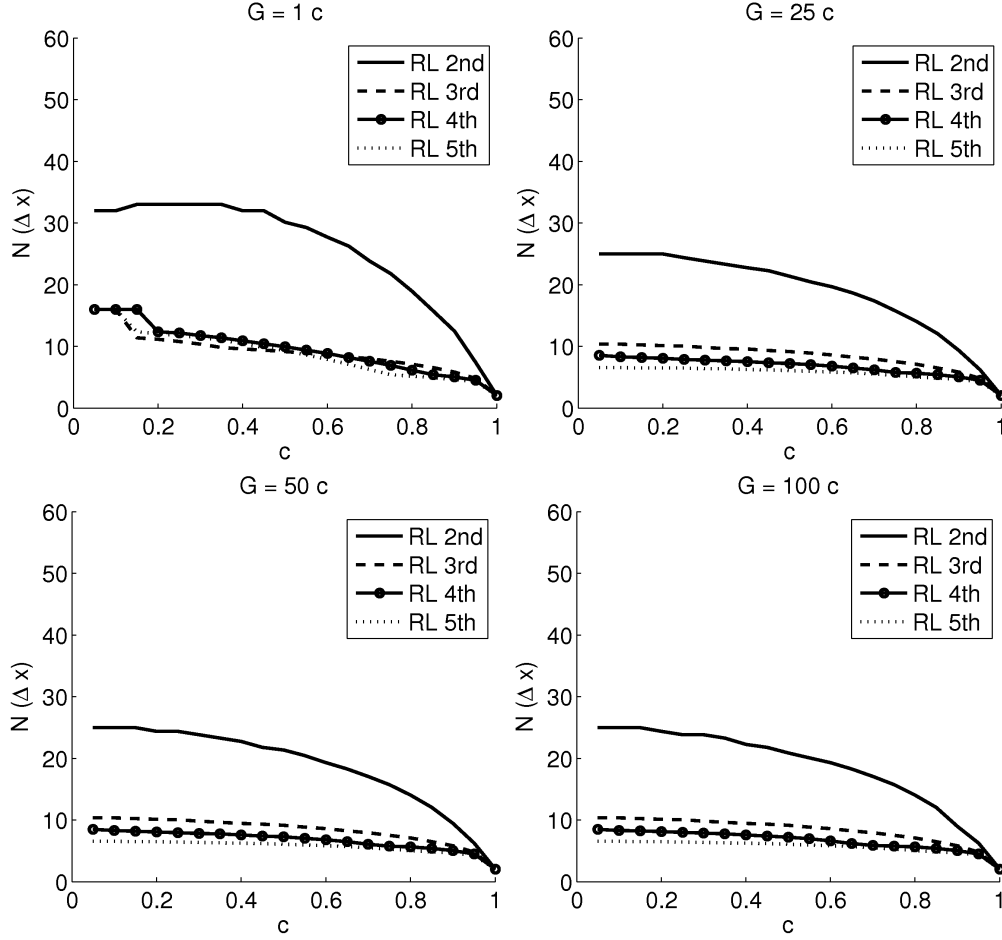 G = 1 c
60
50
40
30
20
10
0
N (Δ x)
RL 2nd
RL 3rd
RL 4th
RL 5th
0 0.2 0.4 0.6 0.8 1
c
G = 25 c
60
50
40
30
20
10
0
N (Δ x)
RL 2nd
RL 3rd
RL 4th
RL 5th
0 0.2 0.4 0.6 0.8 1
c
G = 50 c
60
50
40
30
20
10
0
N (Δ x)
RL 2nd
RL 3rd
RL 4th
RL 5th
0 0.2 0.4 0.6 0.8 1
c
G = 100 c
60
50
40
30
20
10
0
N (Δ x)
RL 2nd
RL 3rd
RL 4th
RL 5th
0 0.2 0.4 0.6 0.8 1
c